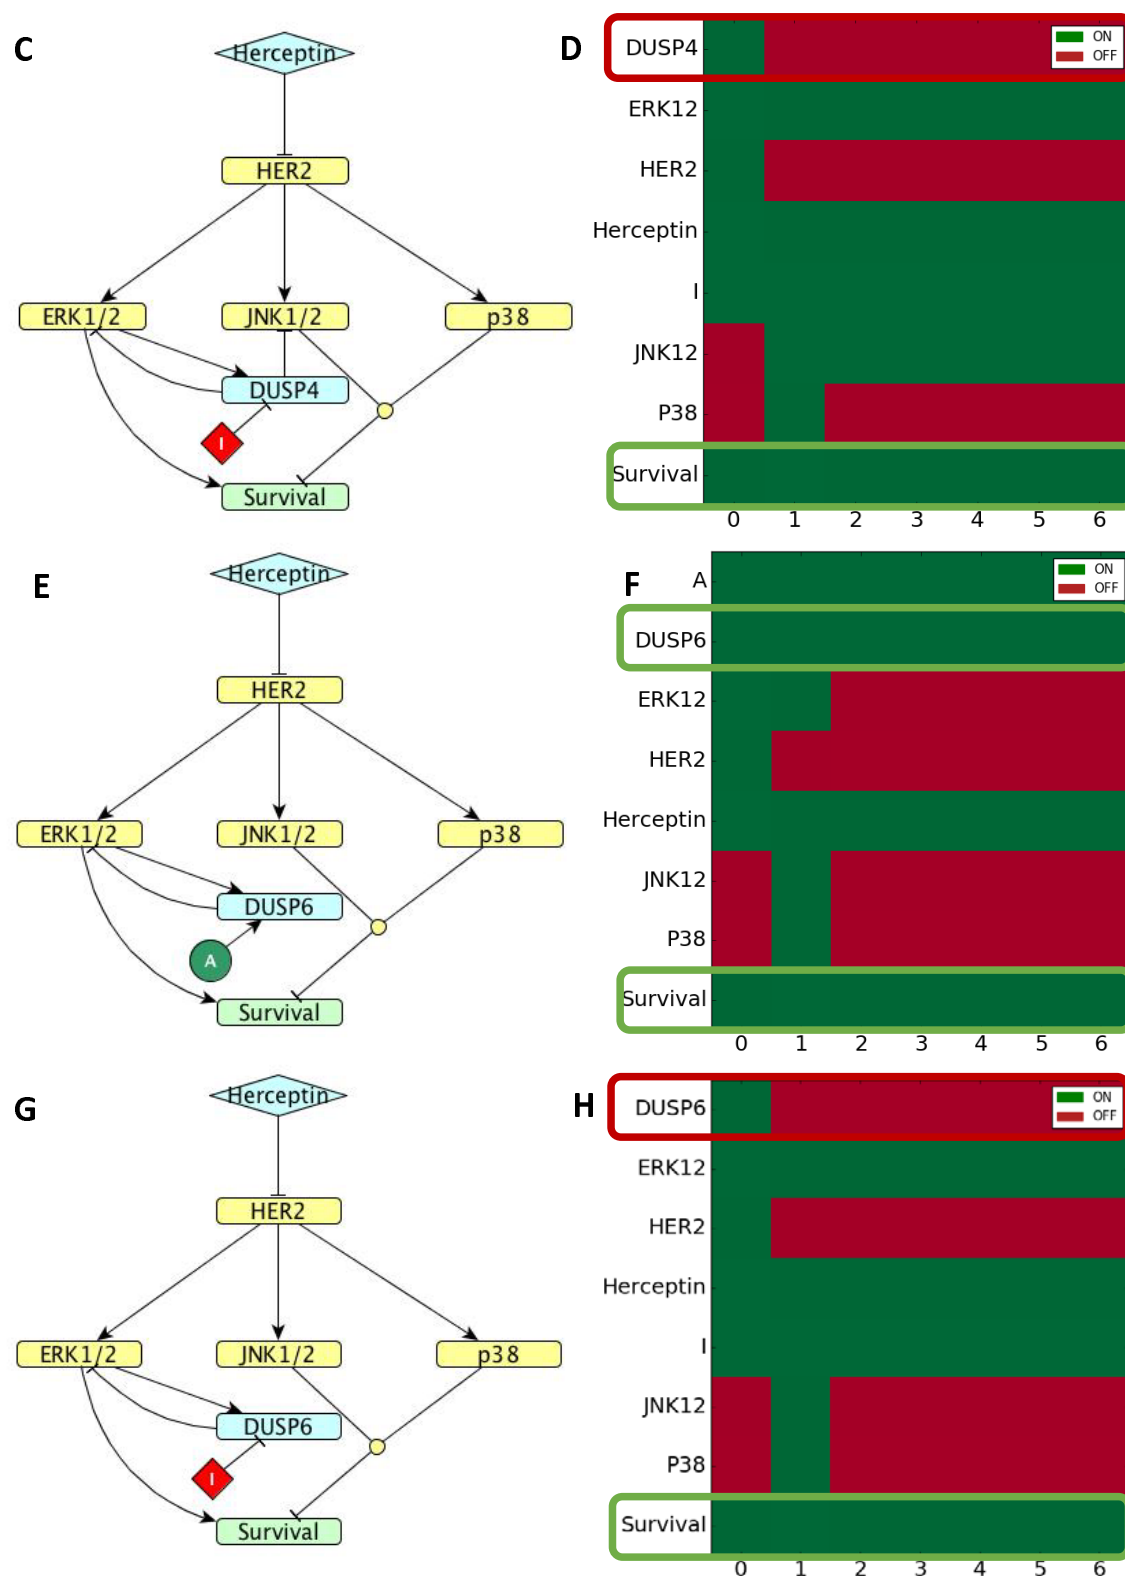 C
Herceptin
HER2
ERK1/2
JNK1/2
p38
DUSP4
I
Survival
D
DUSP4
ON
OFF
ERK12
HER2
Herceptin
I
JNK12
P38
Survival
0 1 2 3 4 5 6
E
Herceptin
HER2
ERK1/2
JNK1/2
p38
DUSP6
A
Survival
F
A
ON
OFF
DUSP6
ERK12
HER2
Herceptin
JNK12
P38
Survival
0 1 2 3 4 5 6
G
Herceptin
HER2
ERK1/2
JNK1/2
p38
DUSP6
I
Survival
H
DUSP6
ON
OFF
ERK12
HER2
Herceptin
I
JNK12
P38
Survival
0 1 2 3 4 5 6